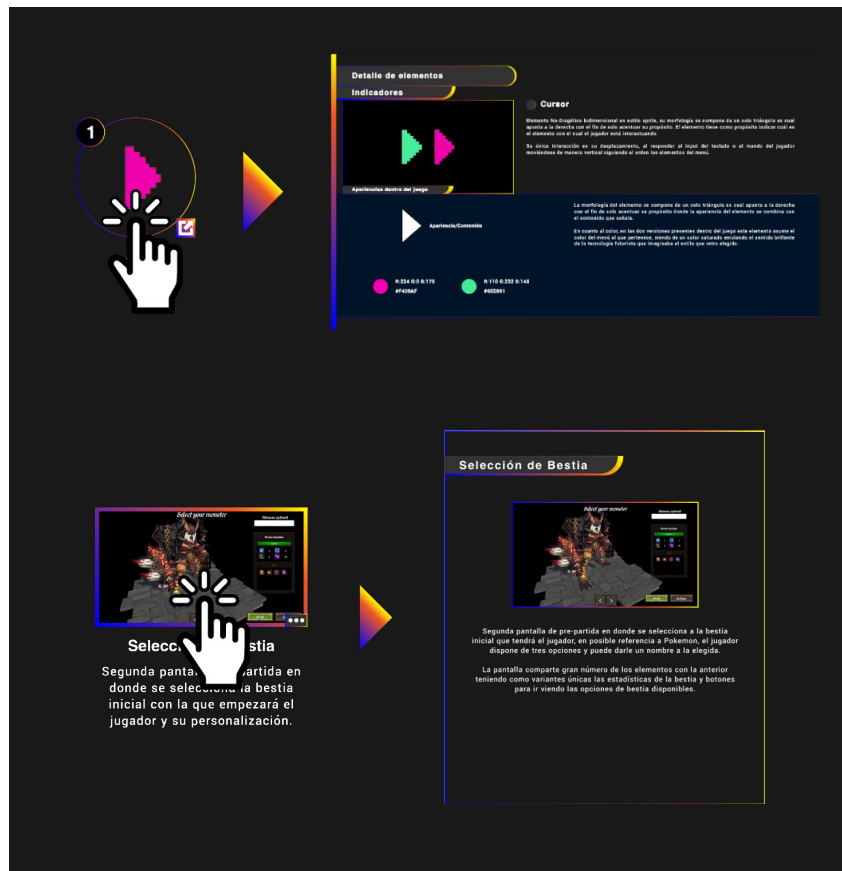 Detalle de elementos
Indicadores
Cursor
1
Elemento No-Diagético bidimensional en estilo sprite, su morfología se compone de un solo triángulo es cual
apunta a la derecha con el fin de solo acentuar su propósito. El elemento tiene como propósito indicar cuál es
el elemento con el cual el jugador está interactuando.
Su única interacción es su desplazamiento, al responder al input del teclado o el mando del jugador
moviéndose de manera vertical siguiendo el orden los elementos del menú.
Apariencias dentro del juego
La morfología del elemento se compone de un solo triángulo es cual apunta a la derecha
con el fin de solo acentuar su propósito donde la apariencia del elemento se combina con
el contenido que señala.
Apariencia/Contenido
En cuanto al color, en las dos versiones presentes dentro del juego este elemento asume el
color del menú al que pertenece, siendo de un color saturado emulando el sentido brillante
de la tecnología futurista que imaginaba el estilo que retro elegido.
R:224 G:0 B:175
#F400AF
R:110 G:232 B:145
#6EE891
Selección de Bestia
Select your monster
Select your monster
Segunda pantalla de pre-partida en donde se selecciona a la bestia
inicial que tendrá el jugador, en posible referencia a Pokemon, el jugador
dispone de tres opciones y puede darle un nombre a la elegida.
La pantalla comparte gran número de los elementos con la anterior
teniendo como variantes únicas las estadísticas de la bestia y botones
para ir viendo las opciones de bestia disponibles.
Selecc stia
Segunda panta partida en
donde se selec na la bestia
inicial con la que empezará el
jugador y su personalización.